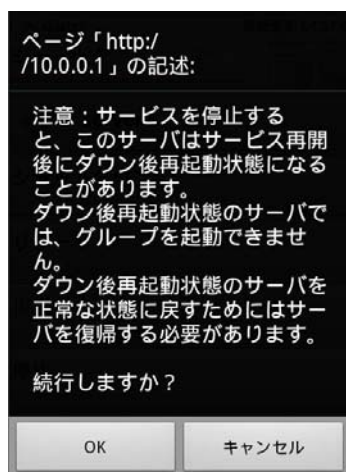 ページ「http:/
/10.0.0.1」の記述:
注意：サービスを停止する
と、このサーバはサービス再開
後にダウン後再起動状態になる
ことがあります。
ダウン後再起動状態のサーバで
は、グループを起動できませ
ん。
ダウン後再起動状態のサーバを
正常な状態に戻すためにはサー
バを復帰する必要があります。
続行しますか？
OK
キャンセル